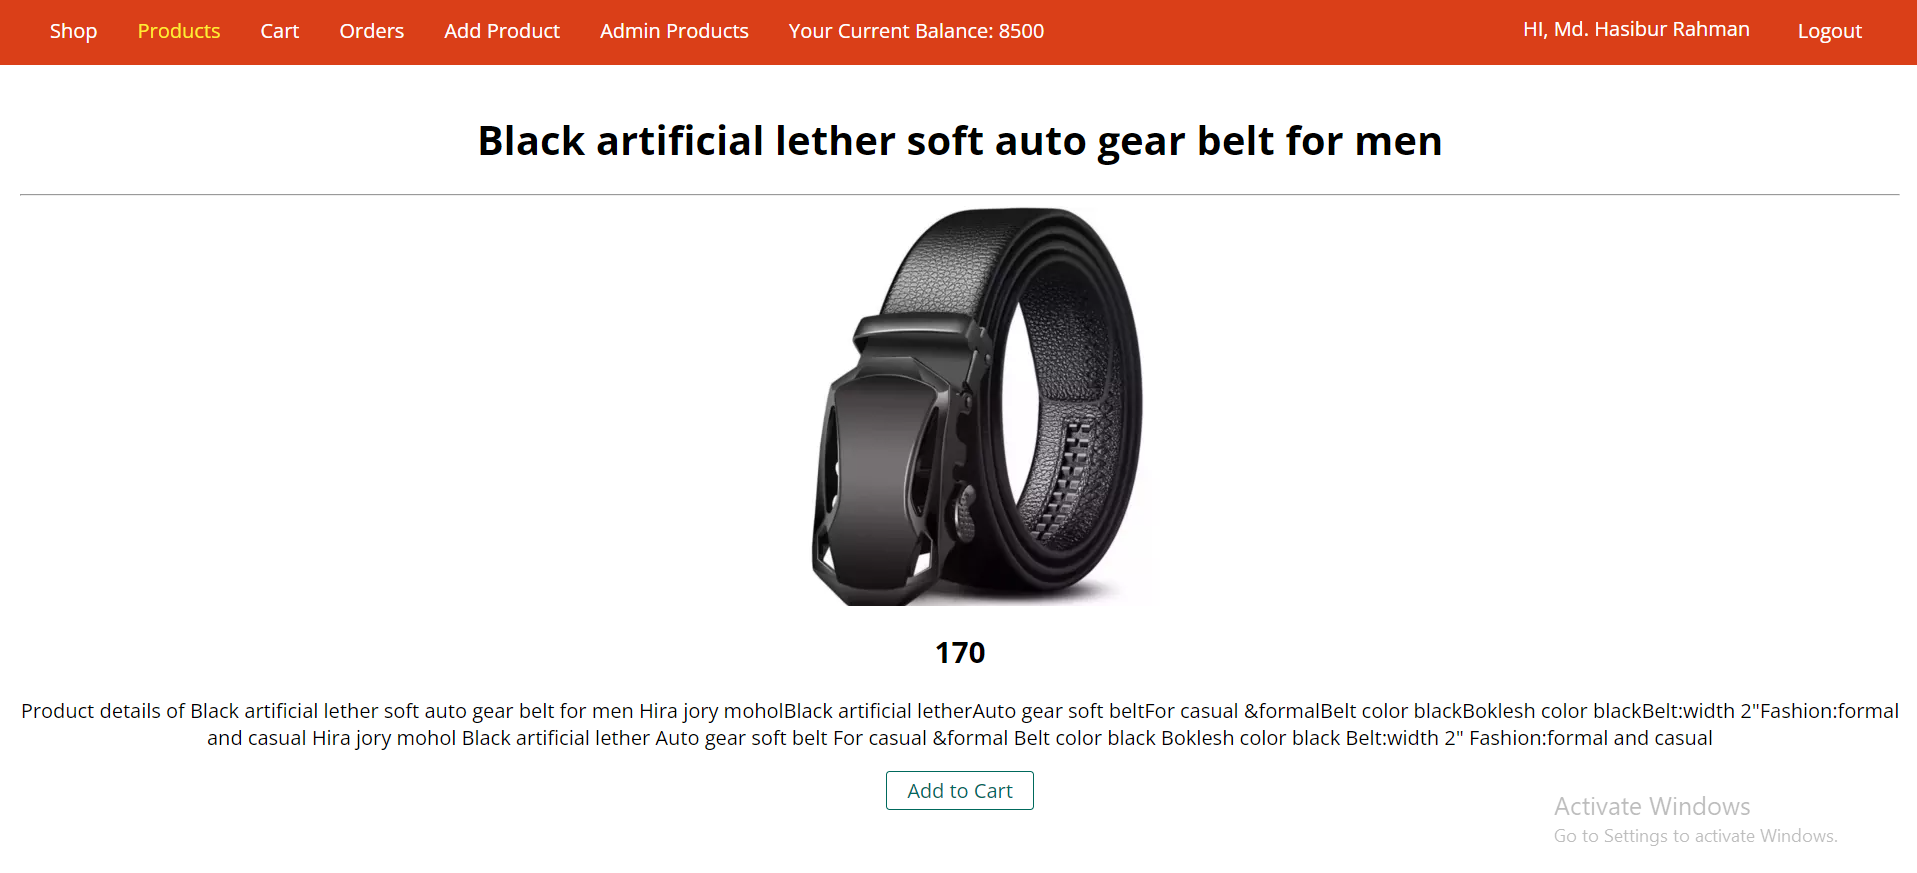 Shop Products Cart Orders Add Product Admin Products Your Current Balance: 8500 HI, Md. Hasibur Rahman Logout
Black artificial lether soft auto gear belt for men
170
Product details of Black artificial lether soft auto gear belt for men Hira jory moholBlack artificial letherAuto gear soft beltFor casual &formalBelt color blackBoklesh color blackBelt:width 2"Fashion:formal
and casual Hira jory mohol Black artificial lether Auto gear soft belt For casual &formal Belt color black Boklesh color black Belt:width 2" Fashion:formal and casual
Add to Cart
Activate Windows
Go to Settings to activate Windows.